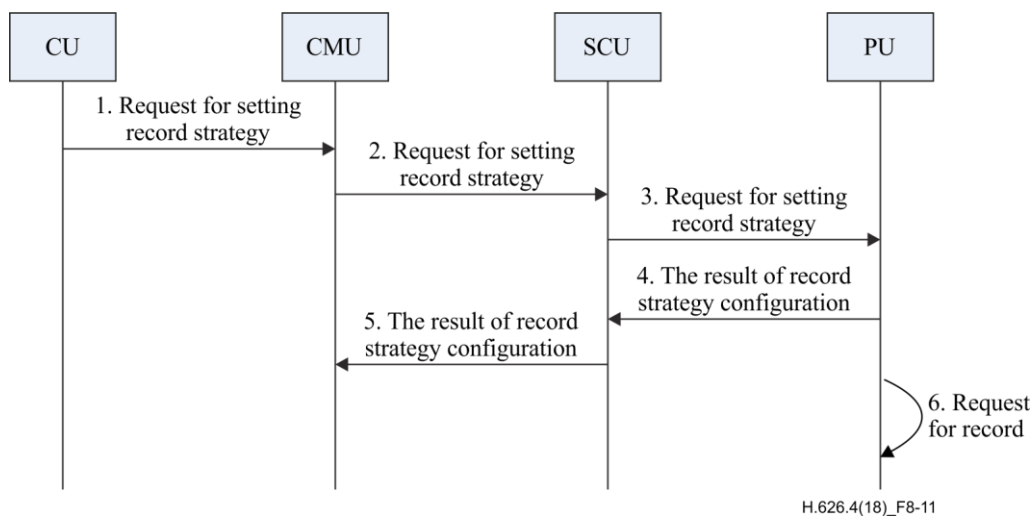 CU
CMU
SCU
PU
1. Request for setting
record strategy
2. Request for setting
record strategy
3. Request for setting
record strategy
4. The result of record
strategy configuration
5. The result of record
strategy configuration
6. Request
for record
H.626.4(18)_F8-11